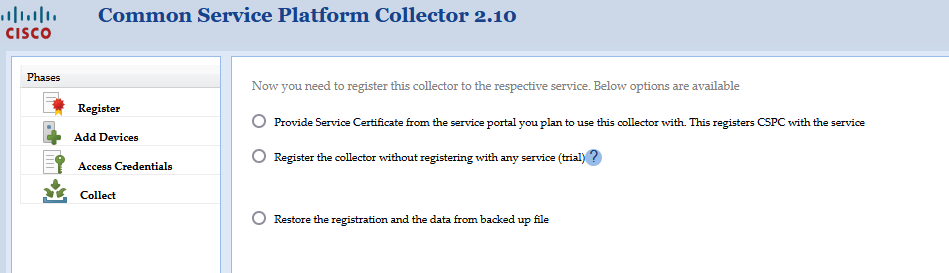 Common Service Platform Collector 2.10
CISCO
Phases
Register
Add Devices
Access Credentials
Collect
Now you need to register this collector to the respective service. Below options are available
Provide Service Certificate from the service portal you plan to use this collector with. This registers CSPC with the service
Register the collector without registering with any service (trial) ?
Restore the registration and the data from backed up file